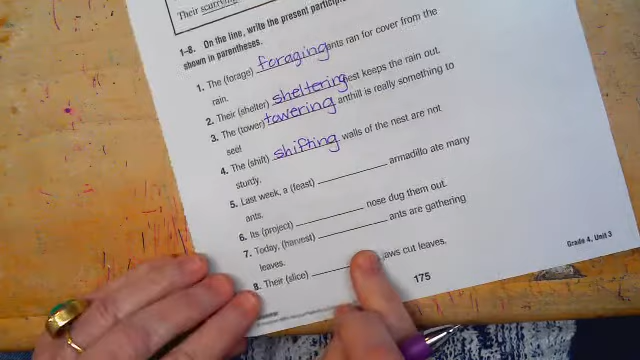 Their scurrying
1–8. On the line, write the present participle
shown in parentheses.
1. The (forage) foraging ants ran for cover from the
rain.
2. Their (shelter) sheltering nest keeps the rain out.
3. The (tower) towering anthill is really something to
see!
4. The (shift) shifting walls of the nest are not
sturdy.
5. Last week, a (feast) ____________ armadillo ate many
ants.
6. Its (project) ____________ nose dug them out.
7. Today, (harvest) ____________ ants are gathering
leaves.
8. Their (slice) ____________ jaws cut leaves.
175
Grade 4, Unit 3